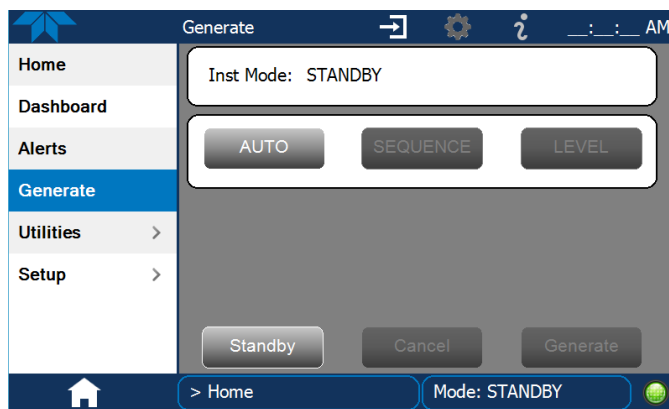 Generate __:__:__ AM
Home
Dashboard
Alerts
Generate
Utilities >
Setup >
Inst Mode: STANDBY
AUTO SEQUENCE LEVEL
Standby Cancel Generate
> Home Mode: STANDBY